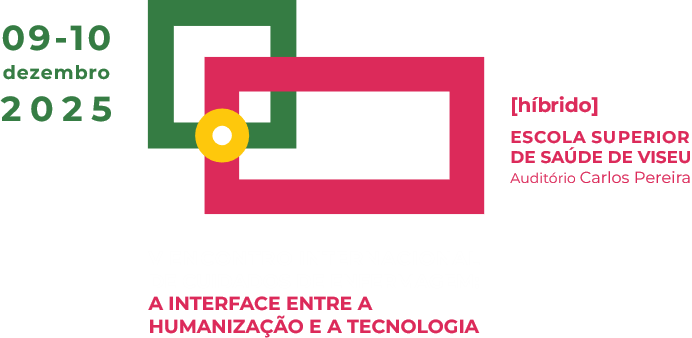 09-10
dezembro
2025
[híbrido]
ESCOLA SUPERIOR
DE SAÚDE DE VISEU
Auditório Carlos Pereira
A INTERFACE ENTRE A
HUMANIZAÇÃO E A TECNOLOGIA